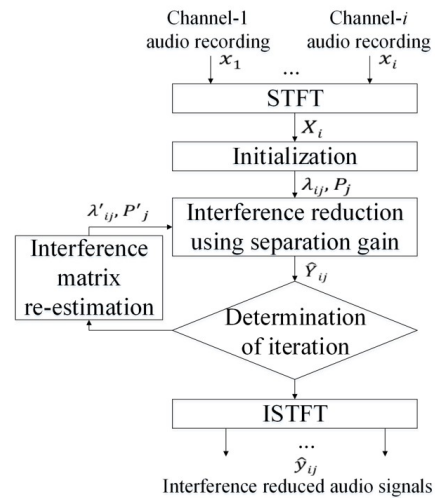 Channel-1 Channel-i
audio recording audio recording
x₁ ... xᵢ
STFT
Xᵢ
Initialization
λᵢⱼ, Pⱼ
λ'ᵢⱼ, P'ⱼ
Interference reduction
using separation gain
Interference
matrix
re-estimation
Ŷᵢⱼ
Determination
of iteration
ISTFT
...
ŷᵢⱼ
Interference reduced audio signals